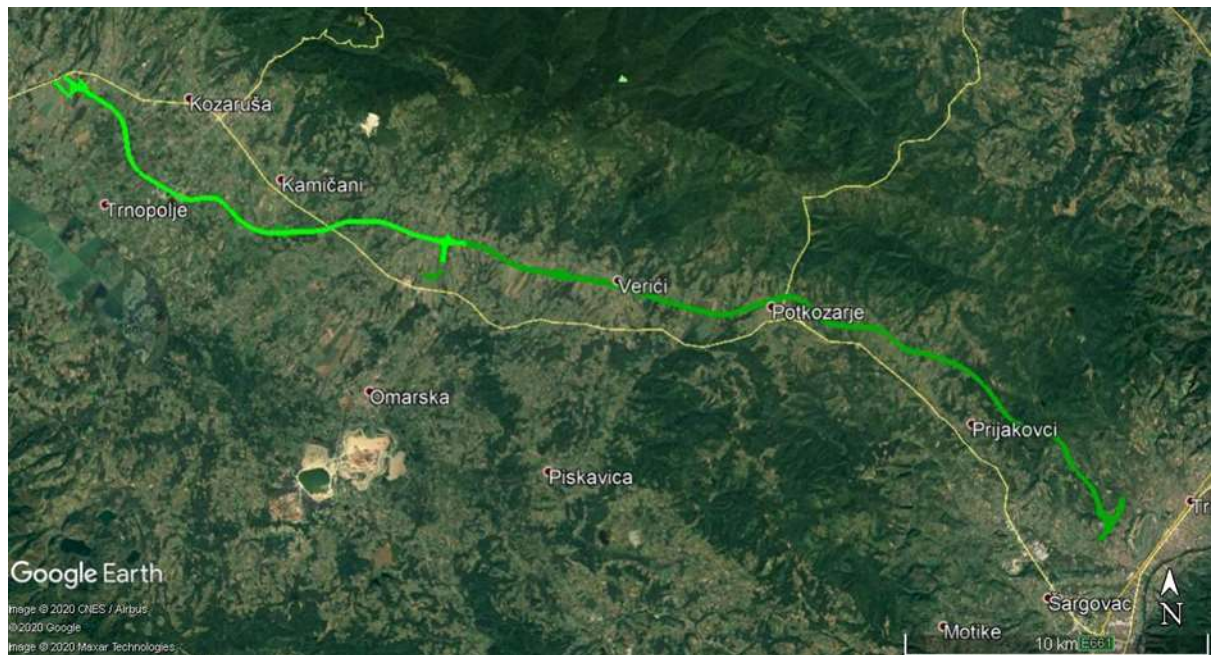 Kozaruša
Kamičani
Trnopolje
Verići
Potkozarje
Omarska
Prijakovci
Piskavica
Tr
Google Earth
Image © 2020 CNES / Airbus
©2020 Google
Image © 2020 Maxar Technologies
Šargovac
Motike
10 km
E661
N